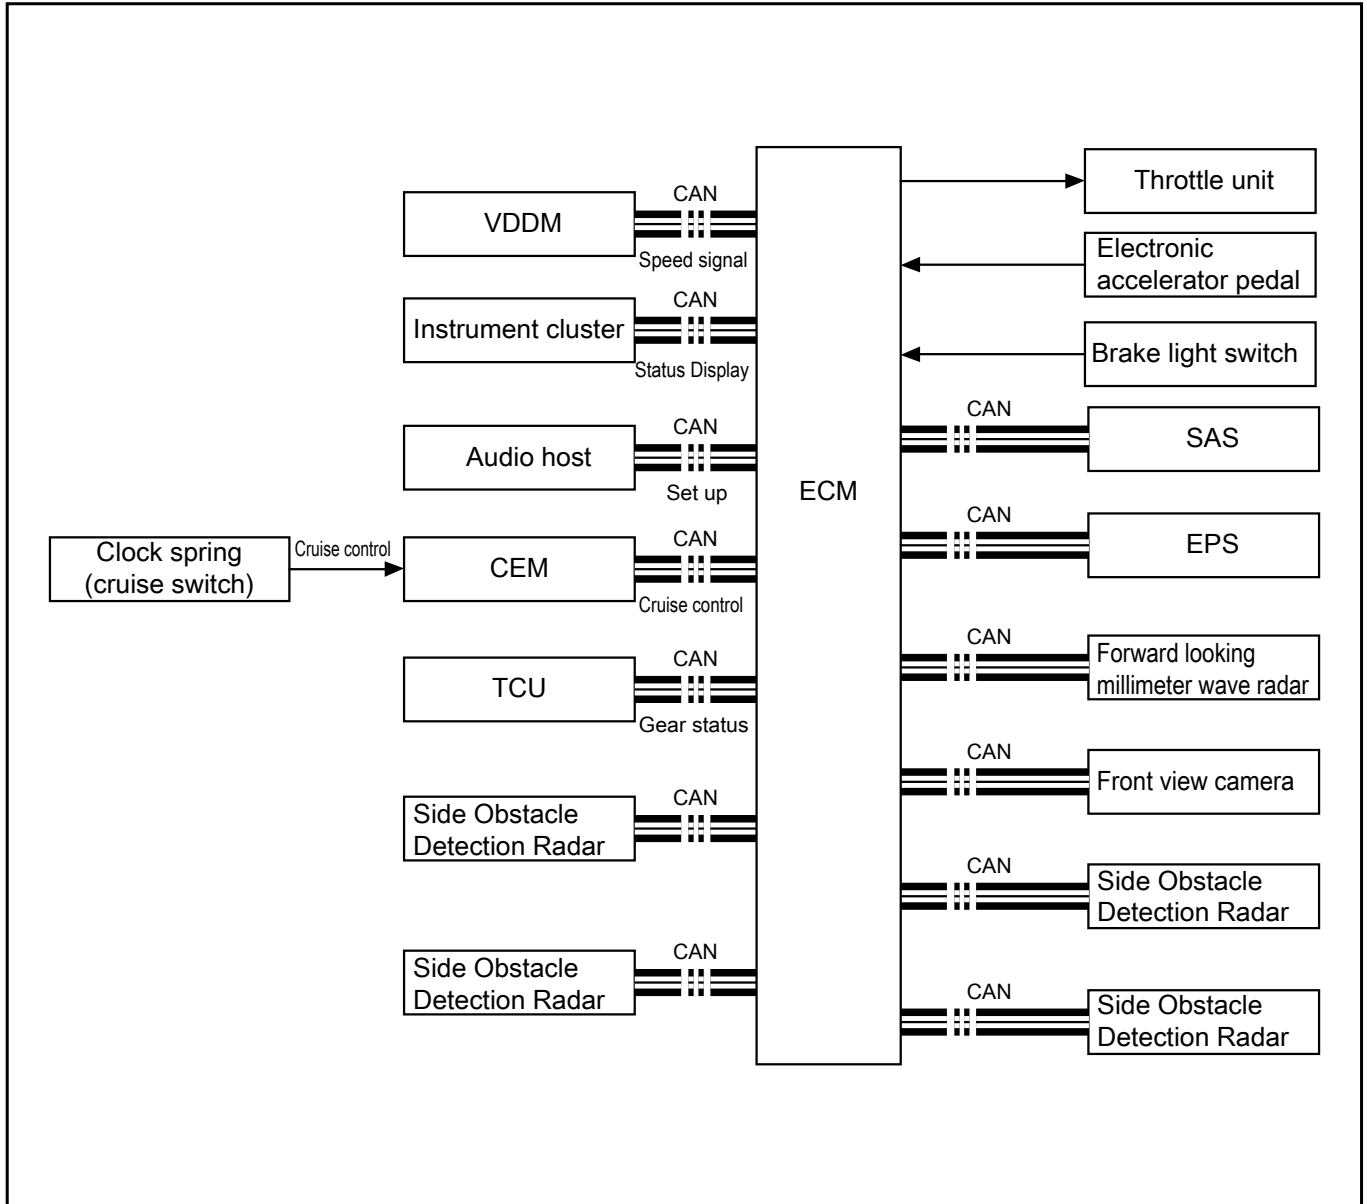 CAN
VDDM
Speed signal
CAN
Instrument cluster
Status Display
CAN
Audio host
Set up
Clock spring
(cruise switch)
Cruise control
CAN
CEM
Cruise control
CAN
TCU
Gear status
CAN
Side Obstacle
Detection Radar
CAN
Side Obstacle
Detection Radar
ECM
Throttle unit
Electronic
accelerator pedal
Brake light switch
CAN
SAS
CAN
EPS
CAN
Forward looking
millimeter wave radar
CAN
Front view camera
CAN
Side Obstacle
Detection Radar
CAN
Side Obstacle
Detection Radar